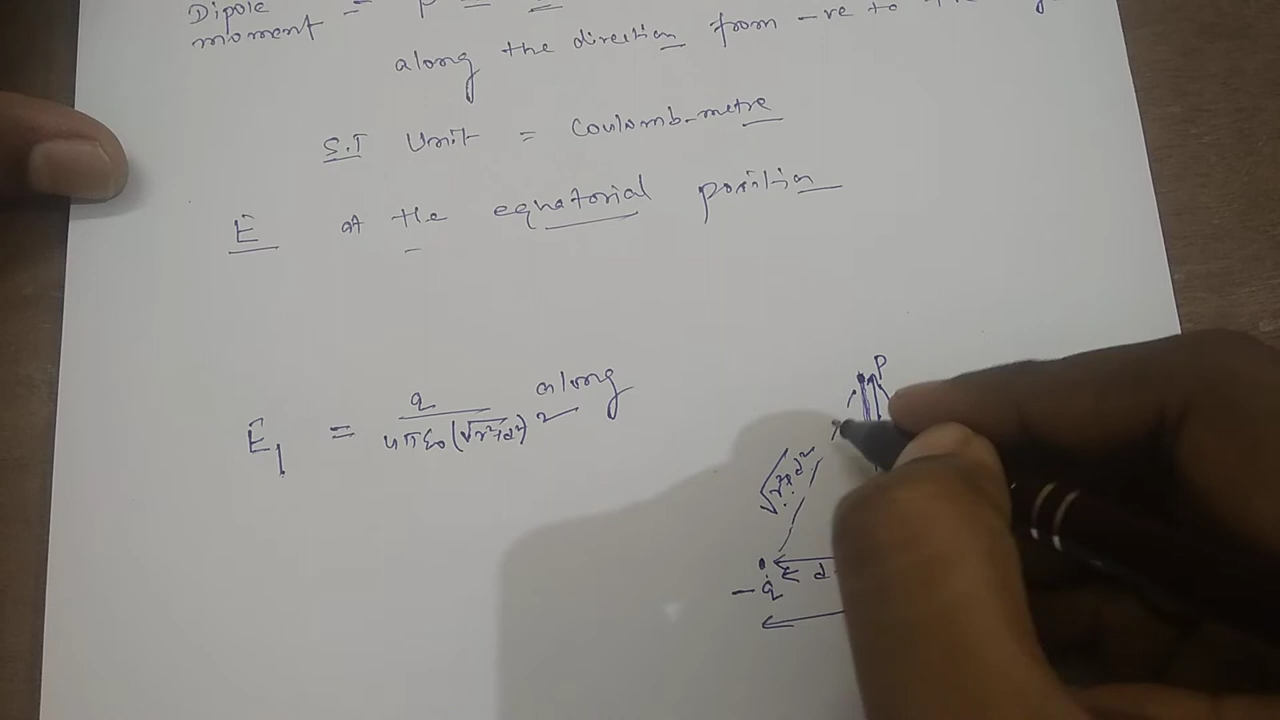 Dipole
moment = P
along the direction from -ve to
S.I Unit = Coulomb-metre
E at the equatorial position
E₁ = q / 4πε₀(√r²+d²)² along
P
√r²+d²
-q d